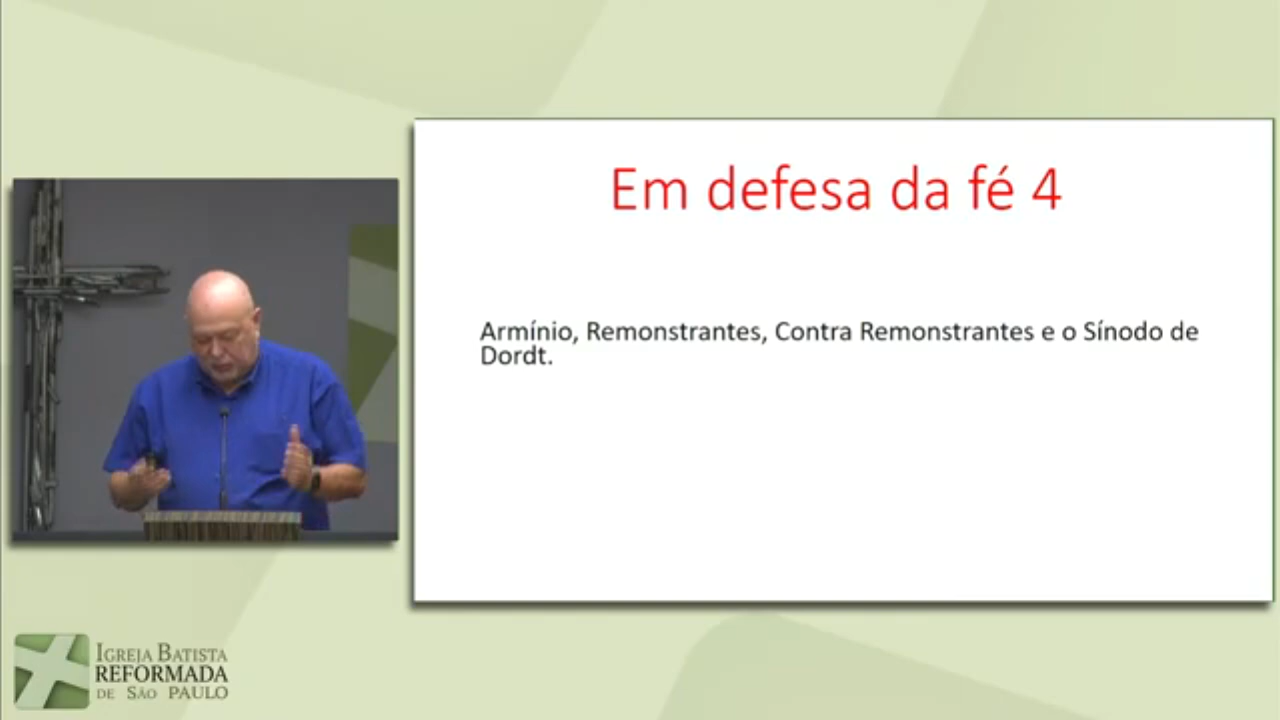 Em defesa da fé 4
Armínio, Remonstrantes, Contra Remonstrantes e o Sínodo de
Dordt.
IGREJA BATISTA
REFORMADA
DE SÃO PAULO